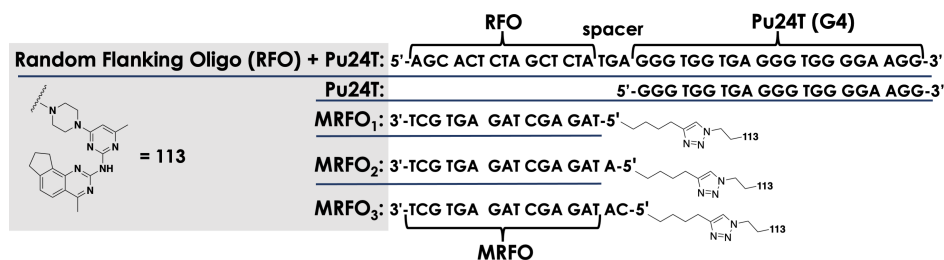 RFO spacer Pu24T (G4)
Random Flanking Oligo (RFO) + Pu24T: 5'-AGC ACT CTA GCT CTA TGA GGG TGG TGA GGG TGG GGA AGG-3'
Pu24T: 5'-GGG TGG TGA GGG TGG GGA AGG-3'
MRFO1: 3'-TCG TGA GAT CGA GAT-5' N N=N 113
MRFO2: 3'-TCG TGA GAT CGA GAT A-5' N N=N 113
MRFO3: 3'-TCG TGA GAT CGA GAT AC-5' N N=N 113
MRFO
N
N
N N
N NH
N
= 113